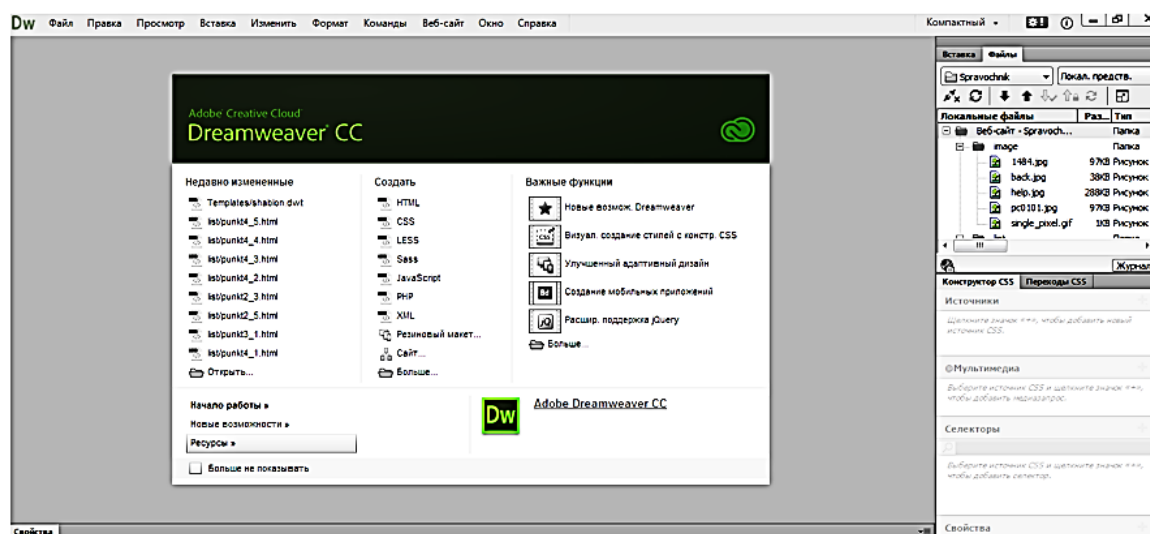 Dw Файл Правка Просмотр Вставка Изменить Формат Команды Веб-сайт Окно Справка Компактный
Adobe Creative Cloud
Dreamweaver CC
Недавно измененные
Templates/shablon.dwt
list/punkt4_5.html
list/punkt4_4.html
list/punkt4_3.html
list/punkt4_2.html
list/punkt2_3.html
list/punkt2_5.html
list/punkt3_1.html
list/punkt4_1.html
Открыть...
Создать
HTML
CSS
LESS
Sass
JavaScript
PHP
XML
Резиновый макет...
Сайт...
Больше...
Важные функции
Новые возмож. Dreamweaver
Визуал. создание стилей с констр. CSS
Улучшенный адаптивный дизайн
Создание мобильных приложений
Расшир. поддержка jQuery
Больше...
Начало работы »
Новые возможности »
Ресурсы »
Dw
Adobe Dreamweaver CC
Больше не показывать
Свойства
Вставка Файлы
Spravochnik Локал. предств.
Локальные файлы Раз... Тип
Веб-сайт - Spravoch... Папка
image Папка
1484.jpg 97KB Рисунок
back.jpg 38KB Рисунок
help.jpg 288KB Рисунок
pc0101.jpg 97KB Рисунок
single_pixel.gif 1KB Рисунок
Журнал
Конструктор CSS Переходы CSS
Источники
Щелкните значок «+», чтобы добавить новый
источник CSS.
@Мультимедиа
Выберите источник CSS и щелкните значок «+»,
чтобы добавить медиазапрос.
Селекторы
Выберите источник CSS и щелкните значок «+»,
чтобы добавить селектор.
Свойства